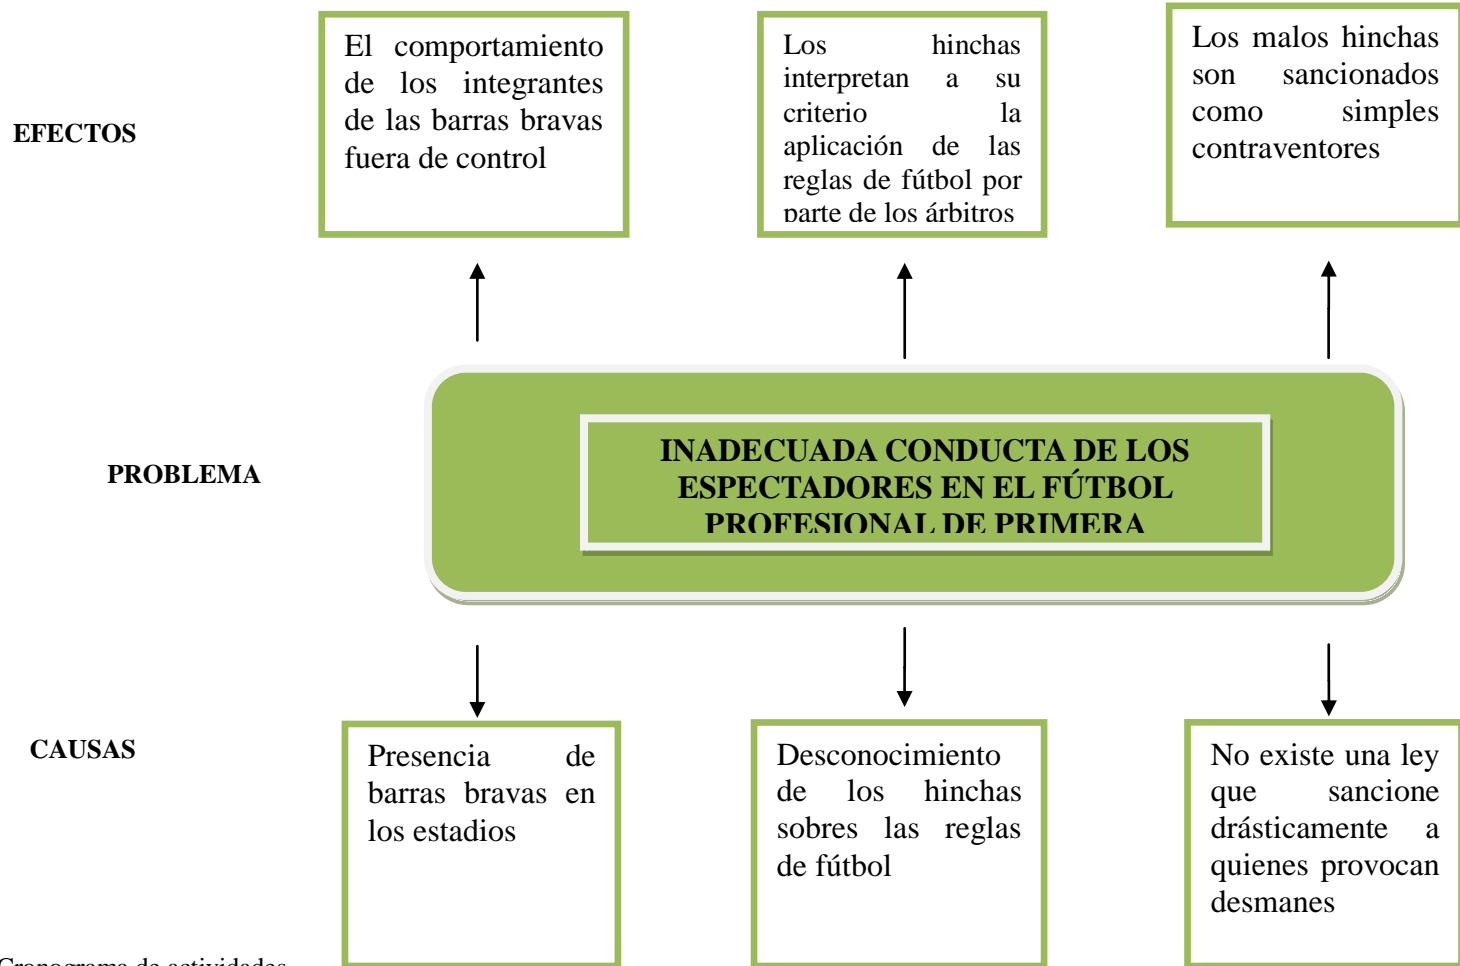 EFECTOS
El comportamiento
de los integrantes
de las barras bravas
fuera de control
Los hinchas
interpretan a su
criterio la
aplicación de las
reglas de fútbol por
parte de los árbitros
Los malos hinchas
son sancionados
como simples
contraventores
PROBLEMA
INADECUADA CONDUCTA DE LOS
ESPECTADORES EN EL FÚTBOL
PROFESIONAL DE PRIMERA
CAUSAS
Presencia de
barras bravas en
los estadios
Desconocimiento
de los hinchas
sobres las reglas
de fútbol
No existe una ley
que sancione
drásticamente a
quienes provocan
desmanes
Cronograma de actividades